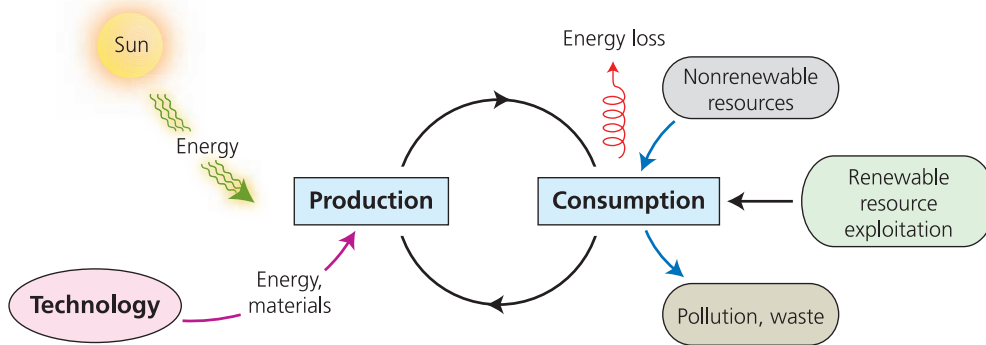 Sun
Energy
Energy loss
Nonrenewable
resources
Production
Consumption
Renewable
resource
exploitation
Technology
Energy,
materials
Pollution, waste